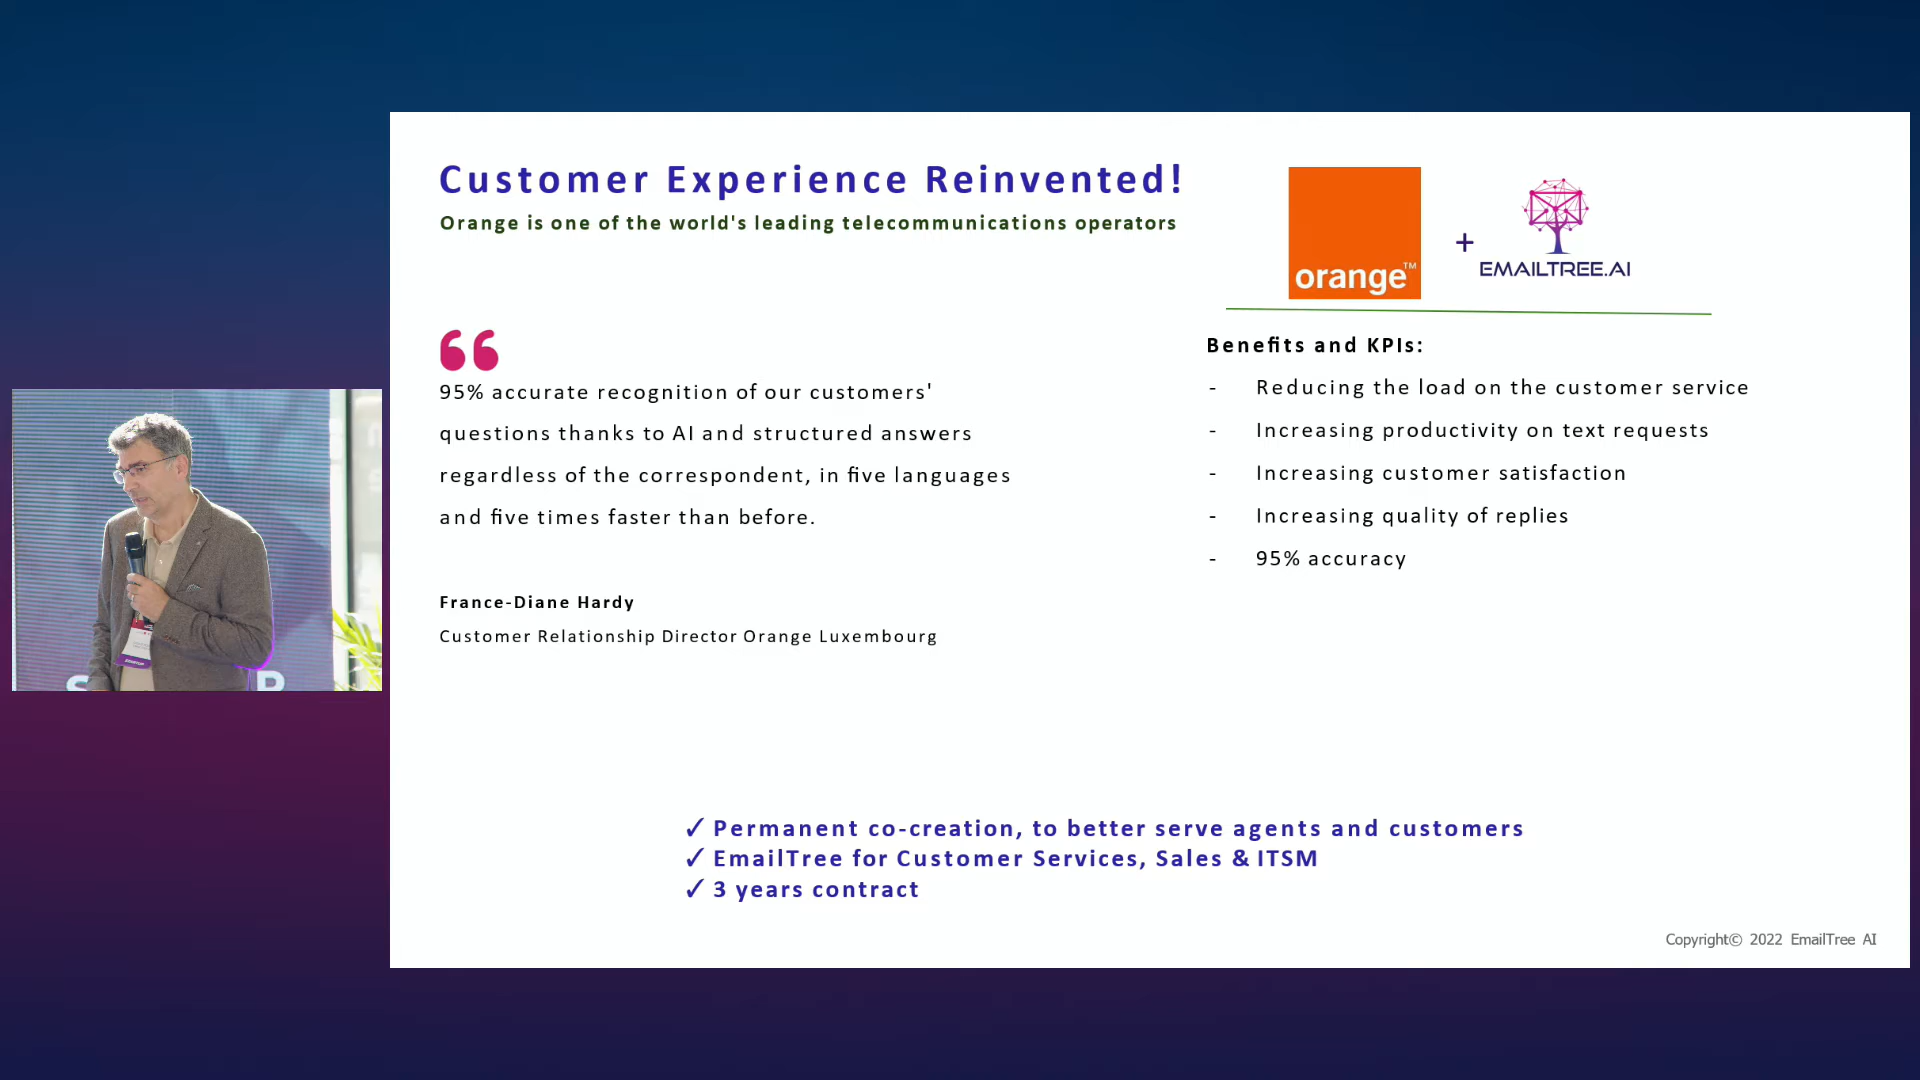 Customer Experience Reinvented!
Orange is one of the world's leading telecommunications operators
orange™
+
EMAILTREE.AI
95% accurate recognition of our customers'
questions thanks to AI and structured answers
regardless of the correspondent, in five languages
and five times faster than before.
France-Diane Hardy
Customer Relationship Director Orange Luxembourg
Benefits and KPIs:
- Reducing the load on the customer service
- Increasing productivity on text requests
- Increasing customer satisfaction
- Increasing quality of replies
- 95% accuracy
✓ Permanent co-creation, to better serve agents and customers
✓ EmailTree for Customer Services, Sales & ITSM
✓ 3 years contract
Copyright© 2022 EmailTree AI